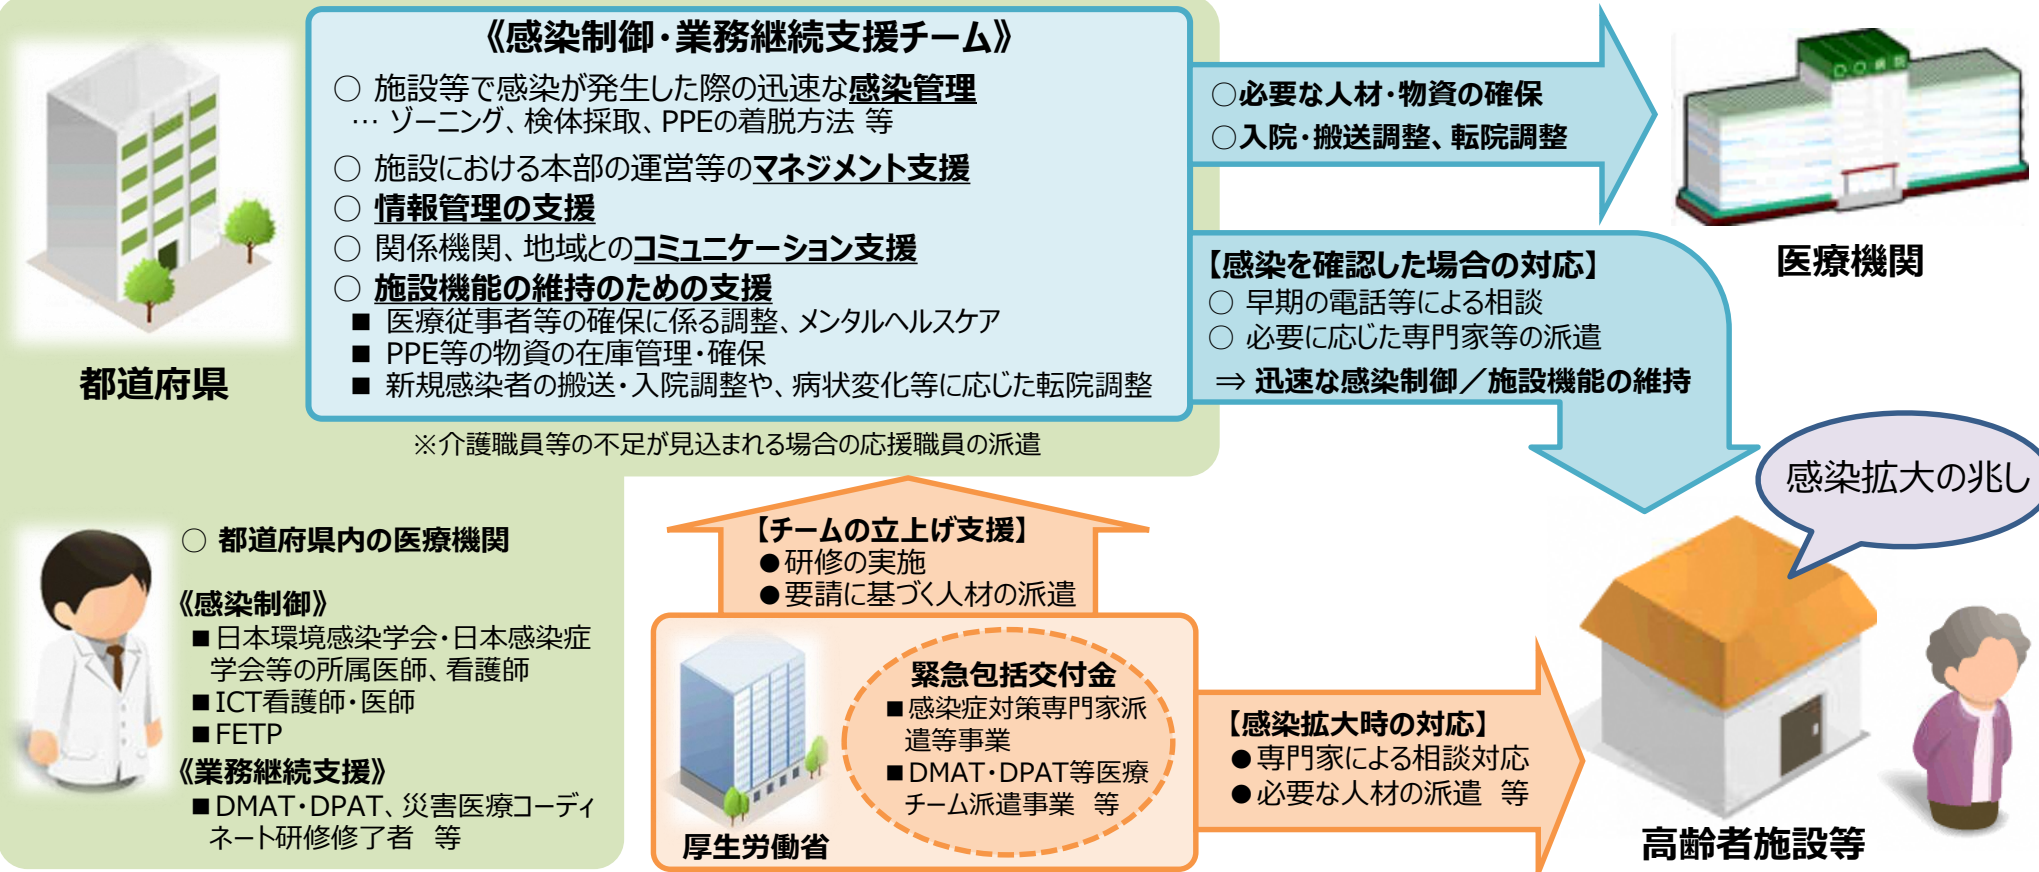 《感染制御・業務継続支援チーム》
○ 施設等で感染が発生した際の迅速な感染管理
… ゾーニング、検体採取、PPEの着脱方法 等
○ 施設における本部の運営等のマネジメント支援
○ 情報管理の支援
○ 関係機関、地域とのコミュニケーション支援
○ 施設機能の維持のための支援
■ 医療従事者等の確保に係る調整、メンタルヘルスケア
■ PPE等の物資の在庫管理・確保
■ 新規感染者の搬送・入院調整や、病状変化等に応じた転院調整
※介護職員等の不足が見込まれる場合の応援職員の派遣
都道府県
○必要な人材・物資の確保
○入院・搬送調整、転院調整
○○病院
医療機関
【感染を確認した場合の対応】
○ 早期の電話等による相談
○ 必要に応じた専門家等の派遣
⇒ 迅速な感染制御／施設機能の維持
感染拡大の兆し
○ 都道府県内の医療機関
《感染制御》
■日本環境感染学会・日本感染症
学会等の所属医師、看護師
■ICT看護師・医師
■FETP
《業務継続支援》
■DMAT・DPAT、災害医療コーディ
ネート研修修了者 等
【チームの立上げ支援】
●研修の実施
●要請に基づく人材の派遣
緊急包括交付金
■感染症対策専門家派
遣等事業
■DMAT・DPAT等医療
チーム派遣事業 等
厚生労働省
【感染拡大時の対応】
●専門家による相談対応
●必要な人材の派遣 等
高齢者施設等